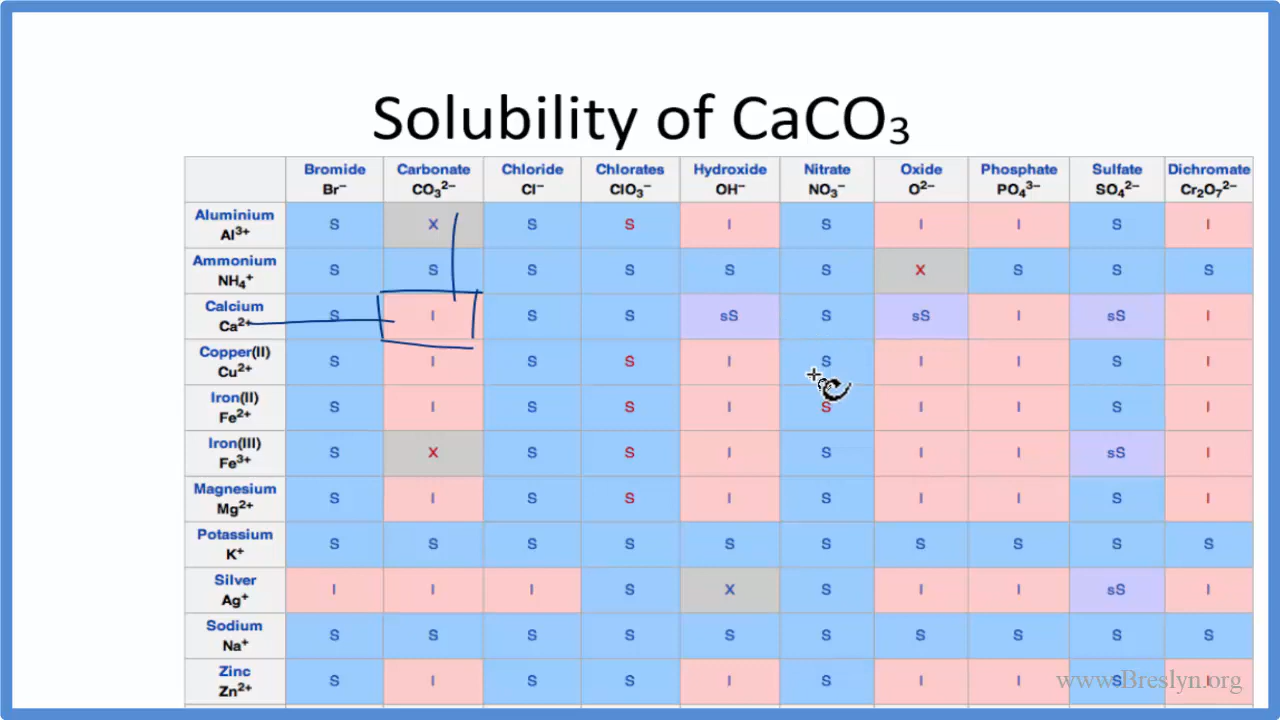 Solubility of CaCO₃
Bromide Carbonate Chloride Chlorates Hydroxide Nitrate Oxide Phosphate Sulfate Dichromate
Br⁻ CO₃²⁻ Cl⁻ ClO₃⁻ OH⁻ NO₃⁻ O²⁻ PO₄³⁻ SO₄²⁻ Cr₂O₇²⁻
Aluminium
Al³⁺ S X S S I S I I S I
Ammonium
NH₄⁺ S S S S S S X S S S
Calcium
Ca²⁺ S I S S sS S sS I sS I
Copper(II)
Cu²⁺ S I S S I S I I S I
Iron(II)
Fe²⁺ S I S S I S I I S I
Iron(III)
Fe³⁺ S X S S I S I I sS I
Magnesium
Mg²⁺ S I S S I S I I S I
Potassium
K⁺ S S S S S S S S S S
Silver
Ag⁺ I I I S X S I I sS I
Sodium
Na⁺ S S S S S S S S S S
Zinc
Zn²⁺ S I S S I S I I S I
www.Breslyn.org